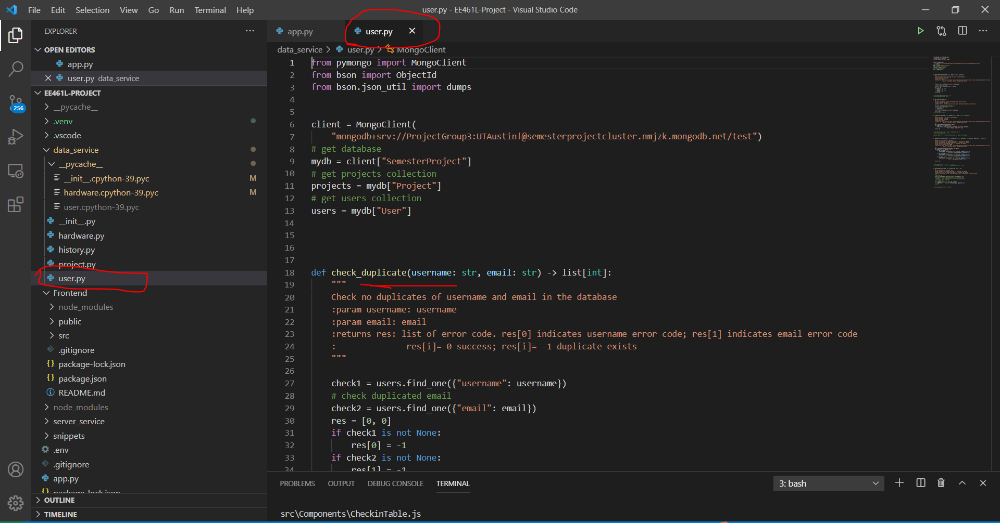 File Edit Selection View Go Run Terminal Help
user.py - EE461L-Project - Visual Studio Code
EXPLORER
OPEN EDITORS
app.py
user.py data_service
EE461L-PROJECT
__pycache__
.venv
.vscode
data_service
__pycache__
__init__.cpython-39.pyc M
hardware.cpython-39.pyc M
user.cpython-39.pyc
__init__.py
hardware.py
history.py
project.py
user.py
Frontend
node_modules
public
src
.gitignore
package-lock.json
package.json
README.md
node_modules
server_service
snippets
.env
.gitignore
app.py
package-lock.json
OUTLINE
TIMELINE
256
app.py
user.py
data_service > user.py > MongoClient
1 from pymongo import MongoClient
2 from bson import ObjectId
3 from bson.json_util import dumps
4
5
6 client = MongoClient(
7 "mongodb+srv://ProjectGroup3:UTAustin!@semesterprojectcluster.nmjzk.mongodb.net/test")
8 # get database
9 mydb = client["SemesterProject"]
10 # get projects collection
11 projects = mydb["Project"]
12 # get users collection
13 users = mydb["User"]
14
15
16
17
18 def check_duplicate(username: str, email: str) -> list[int]:
19 """
20 Check no duplicates of username and email in the database
21 :param username: username
22 :param email: email
23 :returns res: list of error code. res[0] indicates username error code; res[1] indicates email error code
24 : res[i]= 0 success; res[i]= -1 duplicate exists
25 """
26
27 check1 = users.find_one({"username": username})
28 # check duplicated email
29 check2 = users.find_one({"email": email})
30 res = [0, 0]
31 if check1 is not None:
32 res[0] = -1
33 if check2 is not None:
34 res[1] = -1
PROBLEMS OUTPUT DEBUG CONSOLE TERMINAL
3: bash
src\Components\CheckinTable.js